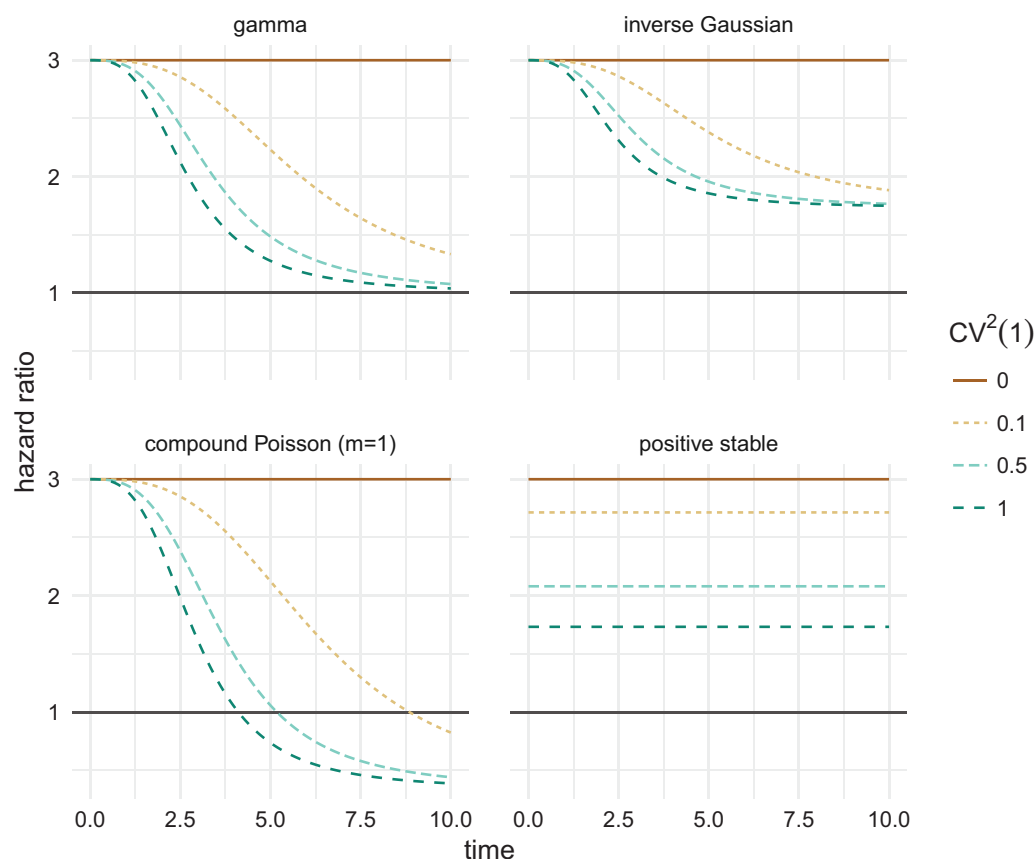 gamma
inverse Gaussian
3
2
1
compound Poisson (m=1)
positive stable
3
2
1
0.0 2.5 5.0 7.5 10.0
0.0 2.5 5.0 7.5 10.0
time
hazard ratio
CV²(1)
0
0.1
0.5
1